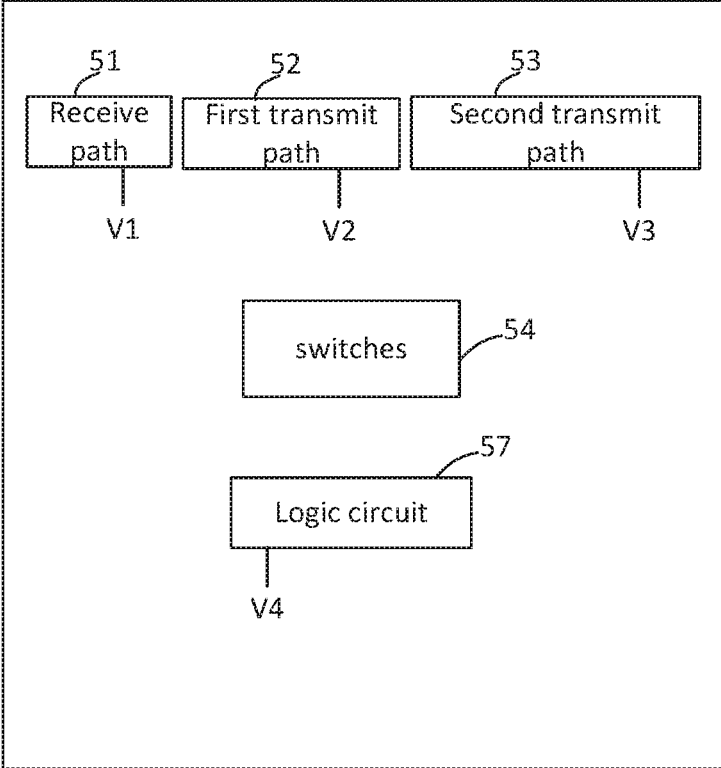 51
52
53
Receive
path
First transmit
path
Second transmit
path
V1
V2
V3
switches
54
57
Logic circuit
V4